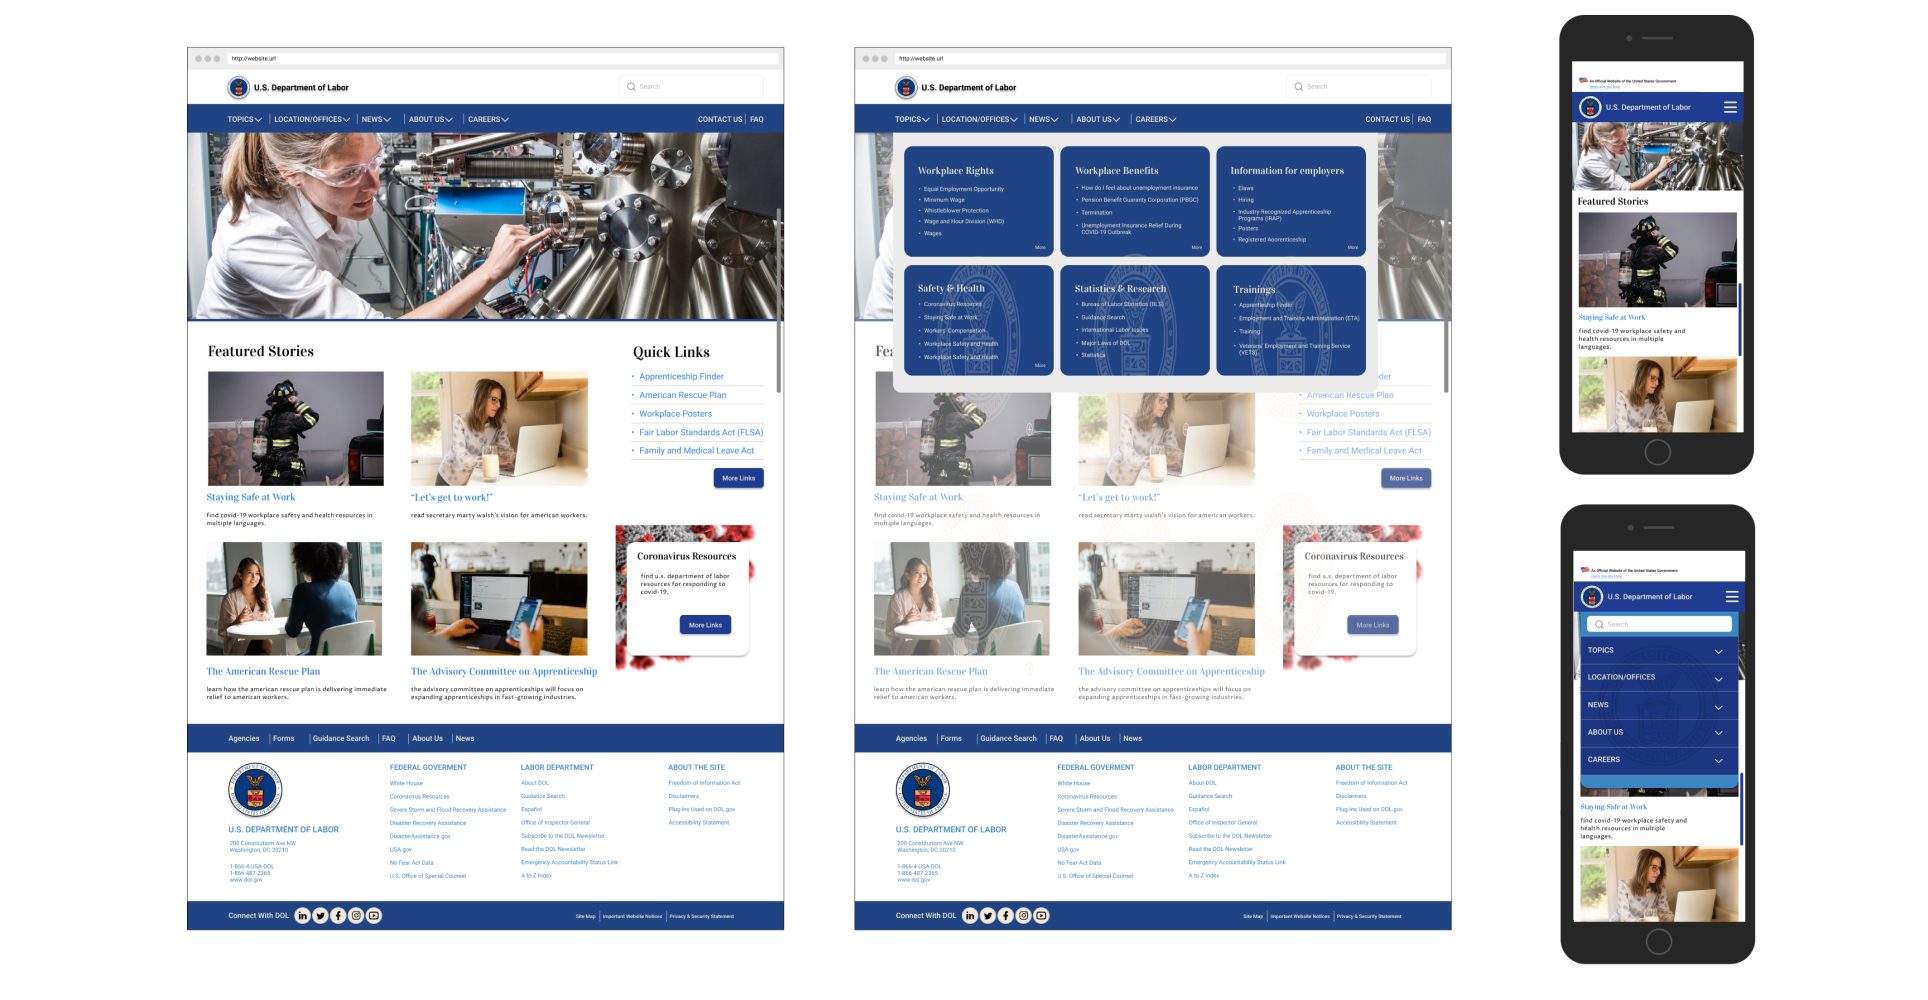 http://website.url
U.S. Department of Labor
Search
TOPICS
LOCATION/OFFICES
NEWS
ABOUT US
CAREERS
CONTACT US
FAQ
Featured Stories
Quick Links
Apprenticeship Finder
American Rescue Plan
Workplace Posters
Fair Labor Standards Act (FLSA)
Family and Medical Leave Act
More Links
Staying Safe at Work
find covid-19 workplace safety and health resources in
multiple languages.
“Let’s get to work!”
read secretary marty walsh’s vision for american workers.
Coronavirus Resources
find u.s. department of labor
resources for responding to
covid-19.
More Links
The American Rescue Plan
learn how the american rescue plan is delivering immediate
relief to american workers.
The Advisory Committee on Apprenticeship
the advisory committee on apprenticeships will focus on
expanding apprenticeships in fast-growing industries.
Agencies
Forms
Guidance Search
FAQ
About Us
News
U.S. DEPARTMENT OF LABOR
200 Constitutiom Ave NW
Washington, DC 20210
1-866-4-USA-DOL
1-866-487-2365
www.dol.gov
FEDERAL GOVERMENT
White House
Coronavirus Resources
Severe Storm and Flood Recovery Assistance
Disaster Recovery Assistance
DisasterAssistance.gov
USA.gov
No Fear Act Data
U.S. Office of Special Counsel
LABOR DEPARTMENT
About DOL
Guidance Search
Español
Office of Inspector General
Subscribe to the DOL Newsletter
Read the DOL Newsletter
Emergency Accountability Status Link
A to Z Index
ABOUT THE SITE
Freedom of Information Act
Disclaimers
Plug-ins Used on DOL.gov
Accessibility Statement
Connect With DOL
Site Map
Important Website Notices
Privacy & Security Statement
http://website.url
U.S. Department of Labor
Search
TOPICS
LOCATION/OFFICES
NEWS
ABOUT US
CAREERS
CONTACT US
FAQ
Workplace Rights
Equal Employment Opportunity
Minimum Wage
Whistleblower Protection
Wage and Hour Division (WHD)
Wages
More
Workplace Benefits
How do I feel about unemployment insurance
Pension Benefit Guaranty Corporation (PBGC)
Termination
Unemployment Insurance Relief During
COVID-19 Outbreak
More
Information for employers
Elaws
Hiring
Industry-Recognized Apprenticeship
Programs (IRAP)
Posters
Registered Apprenticeship
More
Safety & Health
Coronavirus Resources
Staying Safe at Work
Workers' Compensation
Workplace Safety and Health
Workplace Safety and Health
More
Statistics & Research
Bureau of Labor Statistics (BLS)
Guidance Search
International Labor Issues
Major Laws of DOL
Statistics
Trainings
Apprenticeship Finder
Employment and Training Administration (ETA)
Training
Veterans' Employment and Training Service
(VETS)
Fea
der
American Rescue Plan
Workplace Posters
Fair Labor Standards Act (FLSA)
Family and Medical Leave Act
More Links
Staying Safe at Work
find covid-19 workplace safety and health resources in
multiple languages.
“Let’s get to work!”
read secretary marty walsh’s vision for american workers.
Coronavirus Resources
find u.s. department of labor
resources for responding to
covid-19.
More Links
The American Rescue Plan
learn how the american rescue plan is delivering immediate
relief to american workers.
The Advisory Committee on Apprenticeship
the advisory committee on apprenticeships will focus on
expanding apprenticeships in fast-growing industries.
Agencies
Forms
Guidance Search
FAQ
About Us
News
U.S. DEPARTMENT OF LABOR
200 Constitutiom Ave NW
Washington, DC 20210
1-866-4-USA-DOL
1-866-487-2365
www.dol.gov
FEDERAL GOVERMENT
White House
Coronavirus Resources
Severe Storm and Flood Recovery Assistance
Disaster Recovery Assistance
DisasterAssistance.gov
USA.gov
No Fear Act Data
U.S. Office of Special Counsel
LABOR DEPARTMENT
About DOL
Guidance Search
Español
Office of Inspector General
Subscribe to the DOL Newsletter
Read the DOL Newsletter
Emergency Accountability Status Link
A to Z Index
ABOUT THE SITE
Freedom of Information Act
Disclaimers
Plug-ins Used on DOL.gov
Accessibility Statement
Connect With DOL
Site Map
Important Website Notices
Privacy & Security Statement
An Official Website of the United States Government
U.S. Department of Labor
Featured Stories
Staying Safe at Work
find covid-19 workplace safety and
health resources in multiple
languages.
An Official Website of the United States Government
U.S. Department of Labor
Search
TOPICS
LOCATION/OFFICES
NEWS
ABOUT US
CAREERS
Staying Safe at Work
find covid-19 workplace safety and
health resources in multiple
languages.